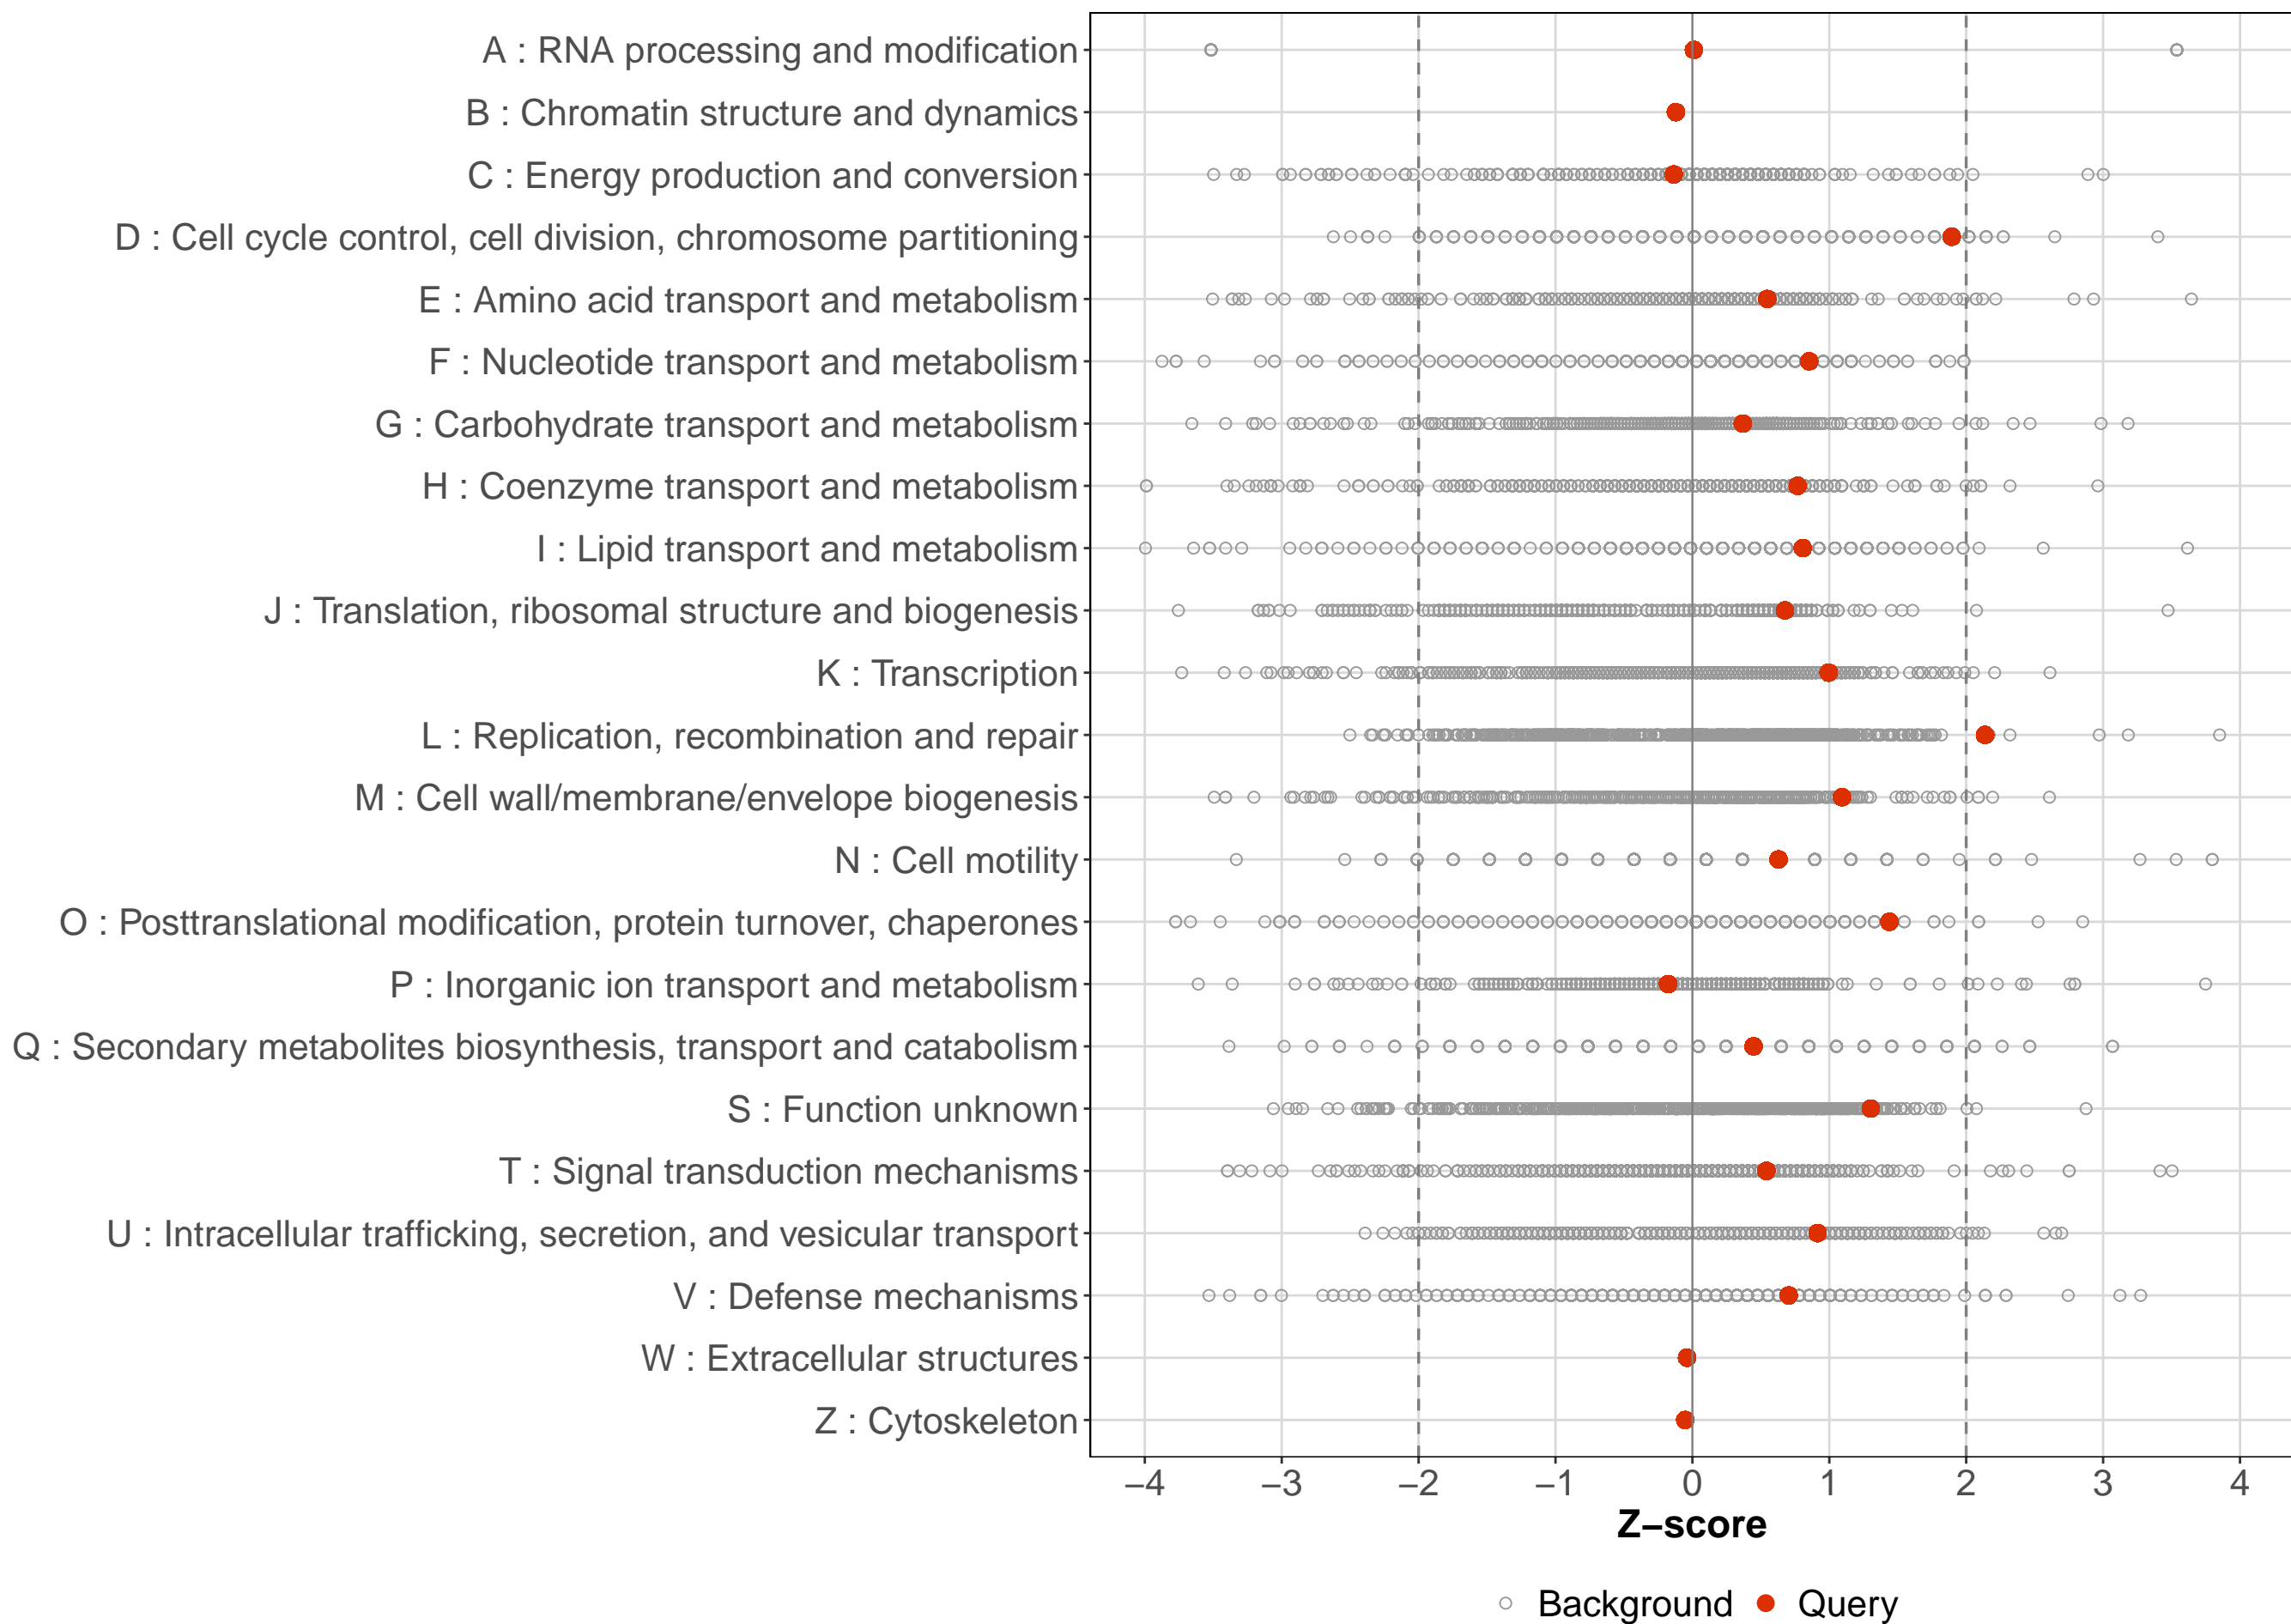 A : RNA processing and modification
B : Chromatin structure and dynamics
C : Energy production and conversion
D : Cell cycle control, cell division, chromosome partitioning
E : Amino acid transport and metabolism
F : Nucleotide transport and metabolism
G : Carbohydrate transport and metabolism
H : Coenzyme transport and metabolism
I : Lipid transport and metabolism
J : Translation, ribosomal structure and biogenesis
K : Transcription
L : Replication, recombination and repair
M : Cell wall/membrane/envelope biogenesis
N : Cell motility
O : Posttranslational modification, protein turnover, chaperones
P : Inorganic ion transport and metabolism
Q : Secondary metabolites biosynthesis, transport and catabolism
S : Function unknown
T : Signal transduction mechanisms
U : Intracellular trafficking, secretion, and vesicular transport
V : Defense mechanisms
W : Extracellular structures
Z : Cytoskeleton
−4 −3 −2 −1 0 1 2 3 4
Z−score
Background Query